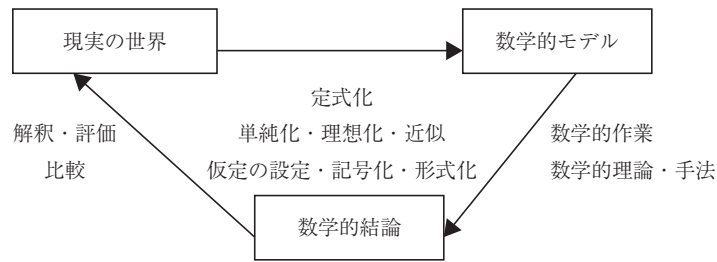 現実の世界
数学的モデル
定式化
単純化・理想化・近似
仮定の設定・記号化・形式化
解釈・評価
比較
数学的作業
数学的理論・手法
数学的結論